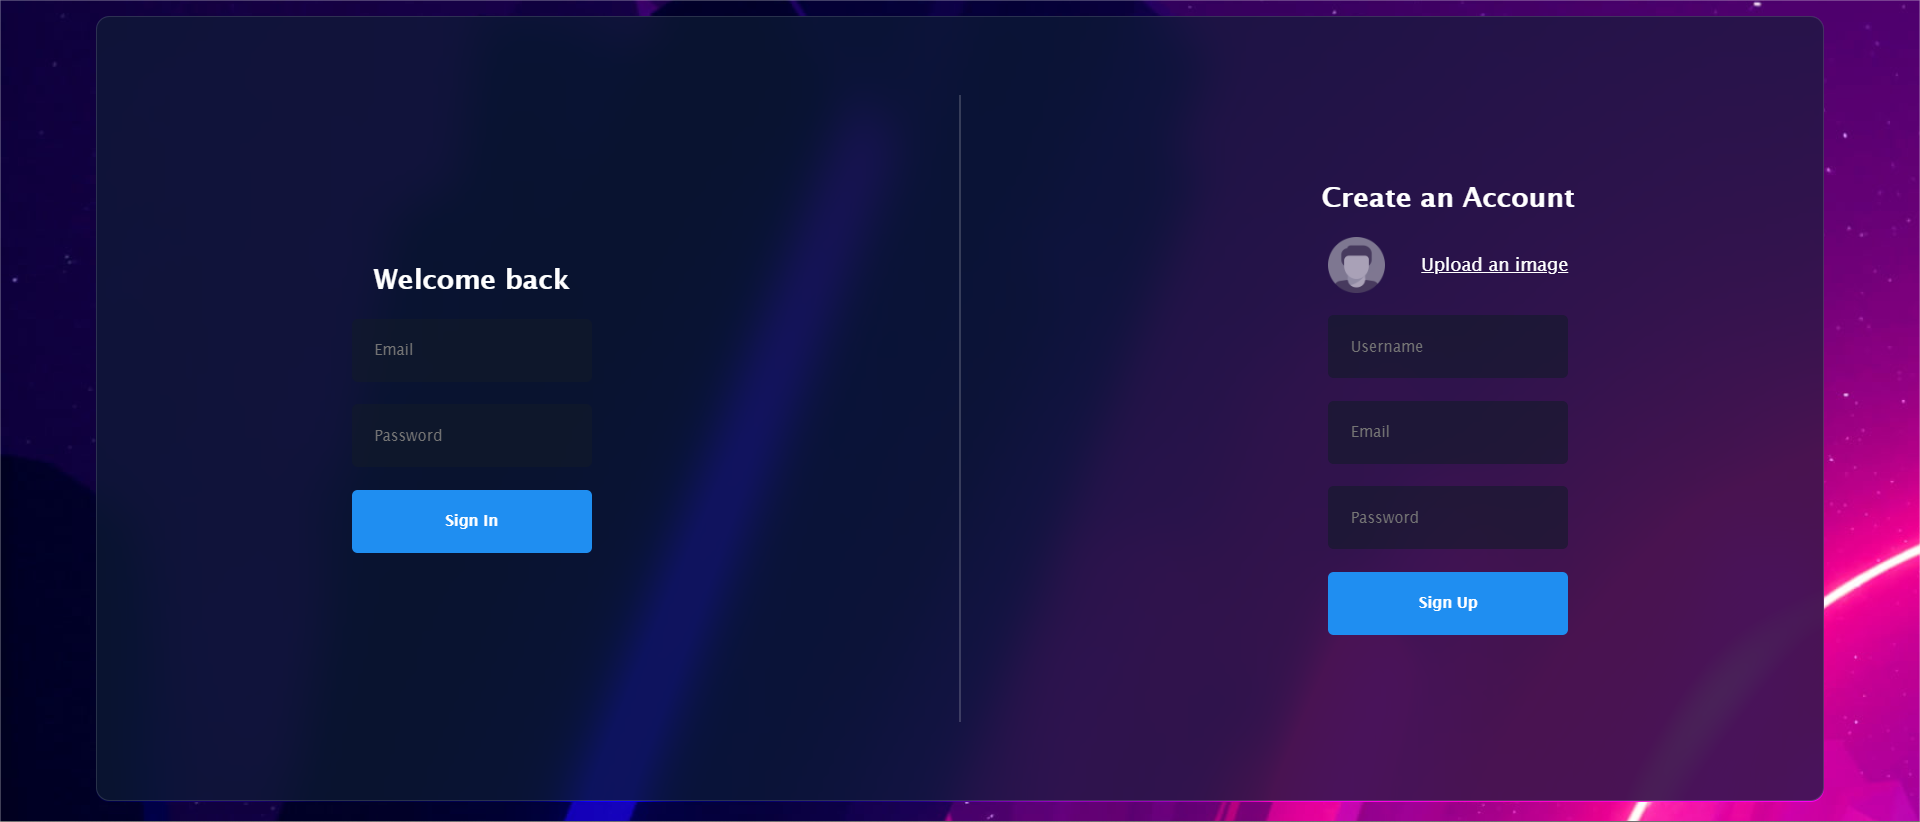 Welcome back
Email
Password
Sign In
Create an Account
Upload an image
Username
Email
Password
Sign Up